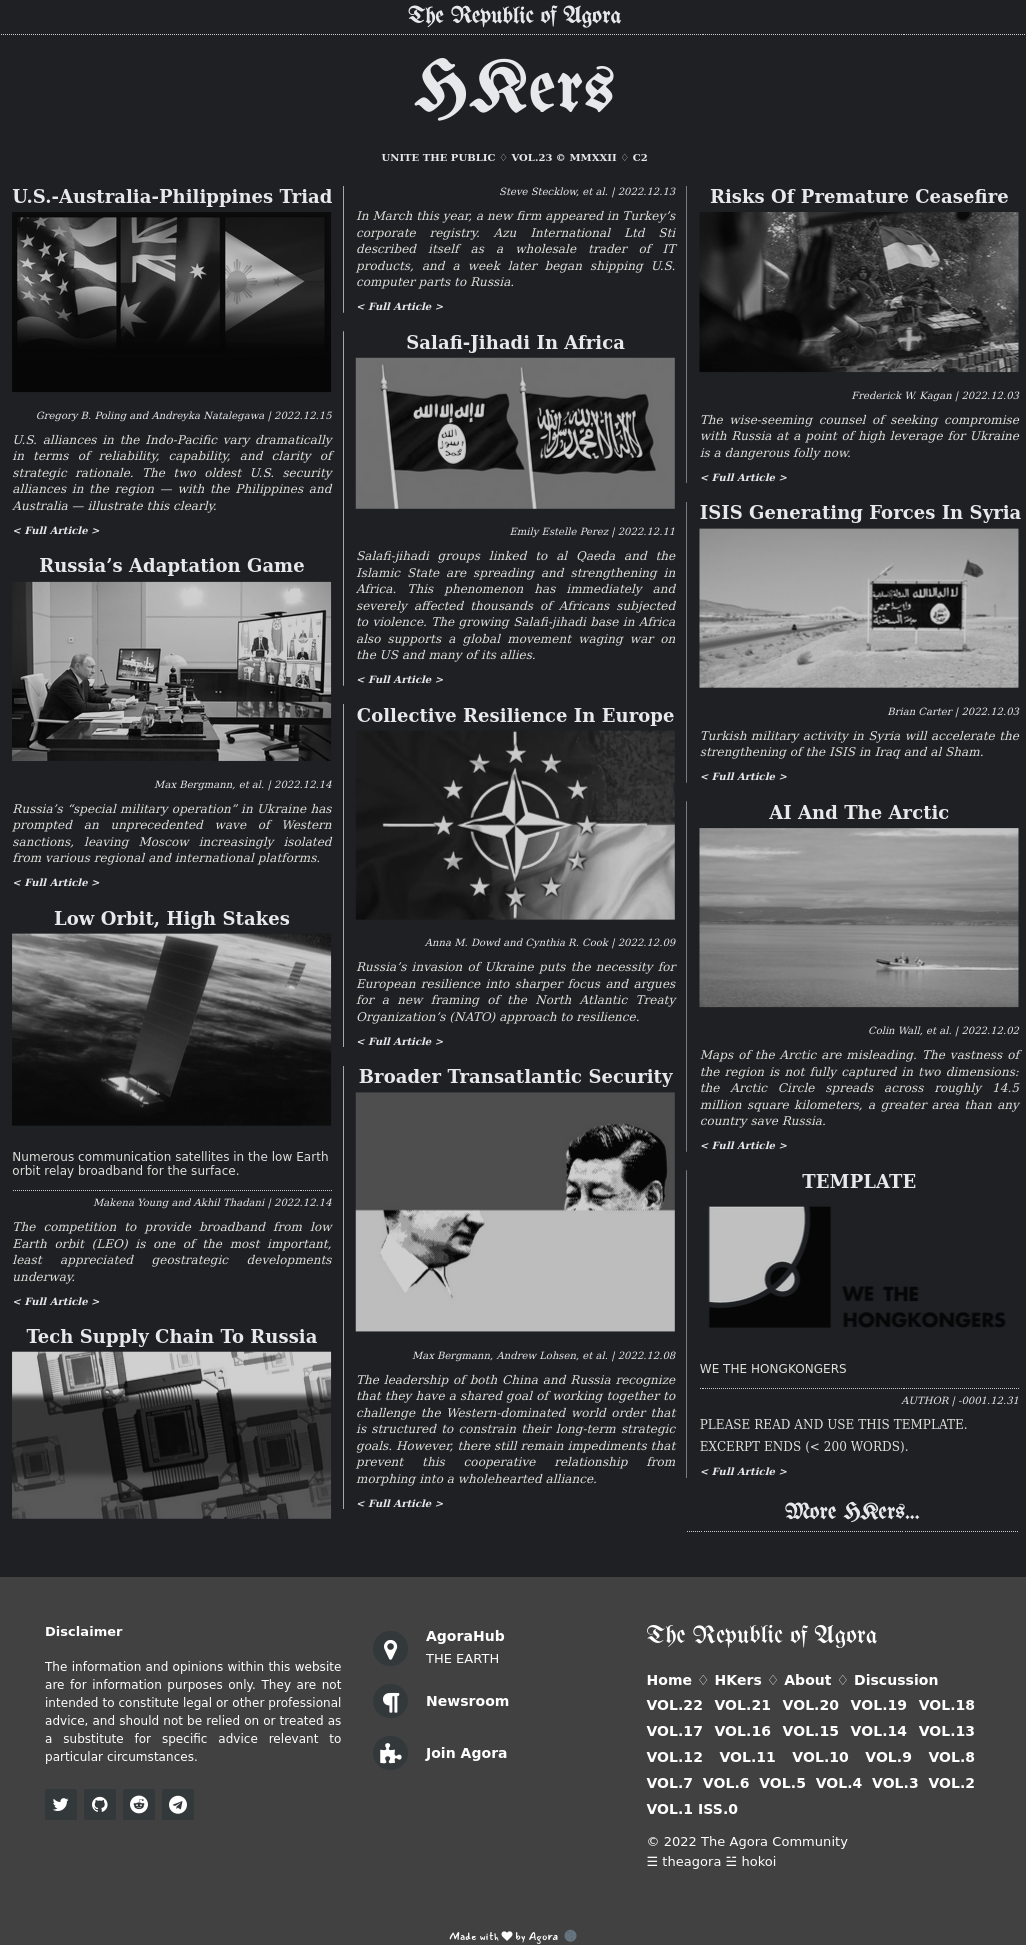 The Republic of Agora
HKers
UNITE THE PUBLIC ♢ VOL.23 © MMXXII ♢ C2
U.S.-Australia-Philippines Triad
Gregory B. Poling and Andreyka Natalegawa | 2022.12.15
U.S. alliances in the Indo-Pacific vary dramatically
in terms of reliability, capability, and clarity of
strategic rationale. The two oldest U.S. security
alliances in the region — with the Philippines and
Australia — illustrate this clearly.
< Full Article >
Russia’s Adaptation Game
Max Bergmann, et al. | 2022.12.14
Russia’s “special military operation” in Ukraine has
prompted an unprecedented wave of Western
sanctions, leaving Moscow increasingly isolated
from various regional and international platforms.
< Full Article >
Low Orbit, High Stakes
Numerous communication satellites in the low Earth
orbit relay broadband for the surface.
Makena Young and Akhil Thadani | 2022.12.14
The competition to provide broadband from low
Earth orbit (LEO) is one of the most important,
least appreciated geostrategic developments
underway.
< Full Article >
Tech Supply Chain To Russia
Steve Stecklow, et al. | 2022.12.13
In March this year, a new firm appeared in Turkey’s
corporate registry. Azu International Ltd Sti
described itself as a wholesale trader of IT
products, and a week later began shipping U.S.
computer parts to Russia.
< Full Article >
Salafi-Jihadi In Africa
Emily Estelle Perez | 2022.12.11
Salafi-jihadi groups linked to al Qaeda and the
Islamic State are spreading and strengthening in
Africa. This phenomenon has immediately and
severely affected thousands of Africans subjected
to violence. The growing Salafi-jihadi base in Africa
also supports a global movement waging war on
the US and many of its allies.
< Full Article >
Collective Resilience In Europe
Anna M. Dowd and Cynthia R. Cook | 2022.12.09
Russia’s invasion of Ukraine puts the necessity for
European resilience into sharper focus and argues
for a new framing of the North Atlantic Treaty
Organization’s (NATO) approach to resilience.
< Full Article >
Broader Transatlantic Security
Max Bergmann, Andrew Lohsen, et al. | 2022.12.08
The leadership of both China and Russia recognize
that they have a shared goal of working together to
challenge the Western-dominated world order that
is structured to constrain their long-term strategic
goals. However, there still remain impediments that
prevent this cooperative relationship from
morphing into a wholehearted alliance.
< Full Article >
Risks Of Premature Ceasefire
Frederick W. Kagan | 2022.12.03
The wise-seeming counsel of seeking compromise
with Russia at a point of high leverage for Ukraine
is a dangerous folly now.
< Full Article >
ISIS Generating Forces In Syria
Brian Carter | 2022.12.03
Turkish military activity in Syria will accelerate the
strengthening of the ISIS in Iraq and al Sham.
< Full Article >
AI And The Arctic
Colin Wall, et al. | 2022.12.02
Maps of the Arctic are misleading. The vastness of
the region is not fully captured in two dimensions:
the Arctic Circle spreads across roughly 14.5
million square kilometers, a greater area than any
country save Russia.
< Full Article >
TEMPLATE
WE THE
HONGKONGERS
WE THE HONGKONGERS
AUTHOR | -0001.12.31
PLEASE READ AND USE THIS TEMPLATE.
EXCERPT ENDS (< 200 WORDS).
< Full Article >
More HKers...
Disclaimer
The information and opinions within this website
are for information purposes only. They are not
intended to constitute legal or other professional
advice, and should not be relied on or treated as
a substitute for specific advice relevant to
particular circumstances.
AgoraHub
THE EARTH
Newsroom
Join Agora
The Republic of Agora
Home ♢ HKers ♢ About ♢ Discussion
VOL.22 VOL.21 VOL.20 VOL.19 VOL.18
VOL.17 VOL.16 VOL.15 VOL.14 VOL.13
VOL.12 VOL.11 VOL.10 VOL.9 VOL.8
VOL.7 VOL.6 VOL.5 VOL.4 VOL.3 VOL.2
VOL.1 ISS.0
© 2022 The Agora Community
☰ theagora ☱ hokoi
Made with ❤ by Agora